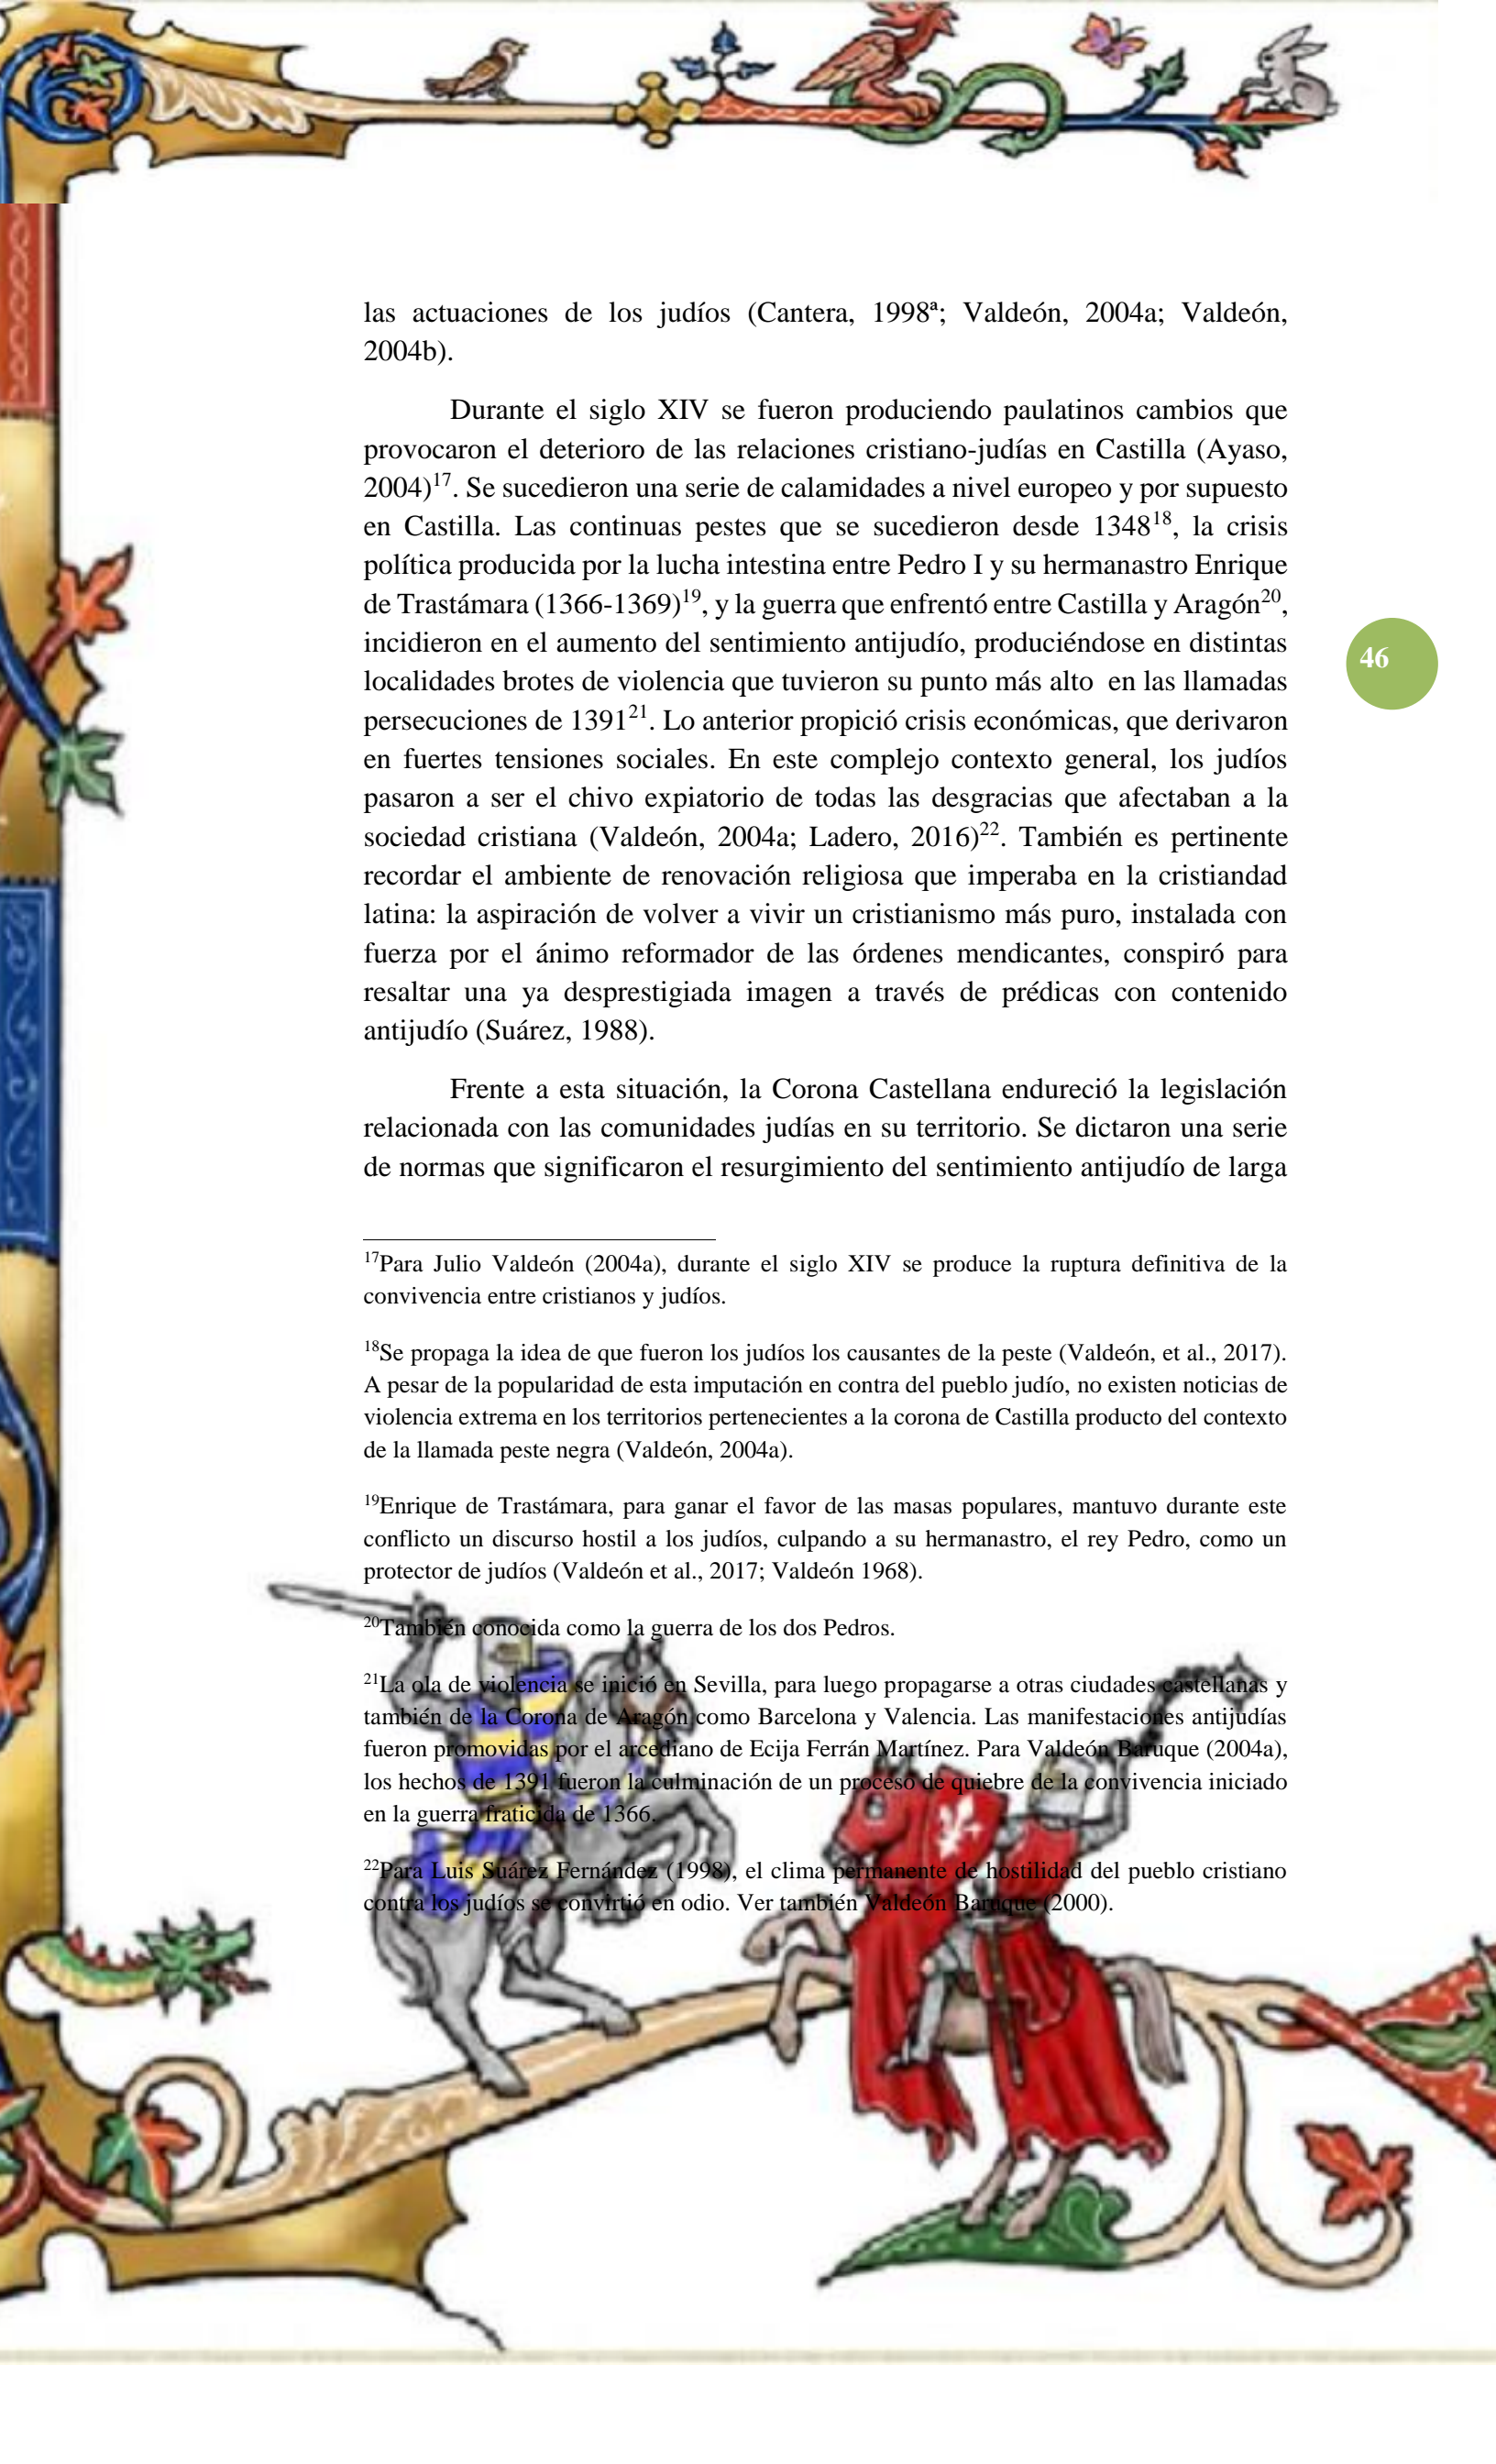 las actuaciones de los judíos (Cantera, 1998ª; Valdeón, 2004a; Valdeón,
2004b).
Durante el siglo XIV se fueron produciendo paulatinos cambios que
provocaron el deterioro de las relaciones cristiano-judías en Castilla (Ayaso,
2004)17. Se sucedieron una serie de calamidades a nivel europeo y por supuesto
en Castilla. Las continuas pestes que se sucedieron desde 134818, la crisis
política producida por la lucha intestina entre Pedro I y su hermanastro Enrique
de Trastámara (1366-1369)19, y la guerra que enfrentó entre Castilla y Aragón20,
incidieron en el aumento del sentimiento antijudío, produciéndose en distintas
localidades brotes de violencia que tuvieron su punto más alto en las llamadas
persecuciones de 139121. Lo anterior propició crisis económicas, que derivaron
en fuertes tensiones sociales. En este complejo contexto general, los judíos
pasaron a ser el chivo expiatorio de todas las desgracias que afectaban a la
sociedad cristiana (Valdeón, 2004a; Ladero, 2016)22. También es pertinente
recordar el ambiente de renovación religiosa que imperaba en la cristiandad
latina: la aspiración de volver a vivir un cristianismo más puro, instalada con
fuerza por el ánimo reformador de las órdenes mendicantes, conspiró para
resaltar una ya desprestigiada imagen a través de prédicas con contenido
antijudío (Suárez, 1988).
Frente a esta situación, la Corona Castellana endureció la legislación
relacionada con las comunidades judías en su territorio. Se dictaron una serie
de normas que significaron el resurgimiento del sentimiento antijudío de larga
46
17Para Julio Valdeón (2004a), durante el siglo XIV se produce la ruptura definitiva de la
convivencia entre cristianos y judíos.
18Se propaga la idea de que fueron los judíos los causantes de la peste (Valdeón, et al., 2017).
A pesar de la popularidad de esta imputación en contra del pueblo judío, no existen noticias de
violencia extrema en los territorios pertenecientes a la corona de Castilla producto del contexto
de la llamada peste negra (Valdeón, 2004a).
19Enrique de Trastámara, para ganar el favor de las masas populares, mantuvo durante este
conflicto un discurso hostil a los judíos, culpando a su hermanastro, el rey Pedro, como un
protector de judíos (Valdeón et al., 2017; Valdeón 1968).
20También conocida como la guerra de los dos Pedros.
21La ola de violencia se inició en Sevilla, para luego propagarse a otras ciudades castellanas y
también de la Corona de Aragón como Barcelona y Valencia. Las manifestaciones antijudías
fueron promovidas por el arcediano de Ecija Ferrán Martínez. Para Valdeón Baruque (2004a),
los hechos de 1391 fueron la culminación de un proceso de quiebre de la convivencia iniciado
en la guerra fraticida de 1366.
22Para Luis Suárez Fernández (1998), el clima permanente de hostilidad del pueblo cristiano
contra los judíos se convirtió en odio. Ver también Valdeón Baruque (2000).